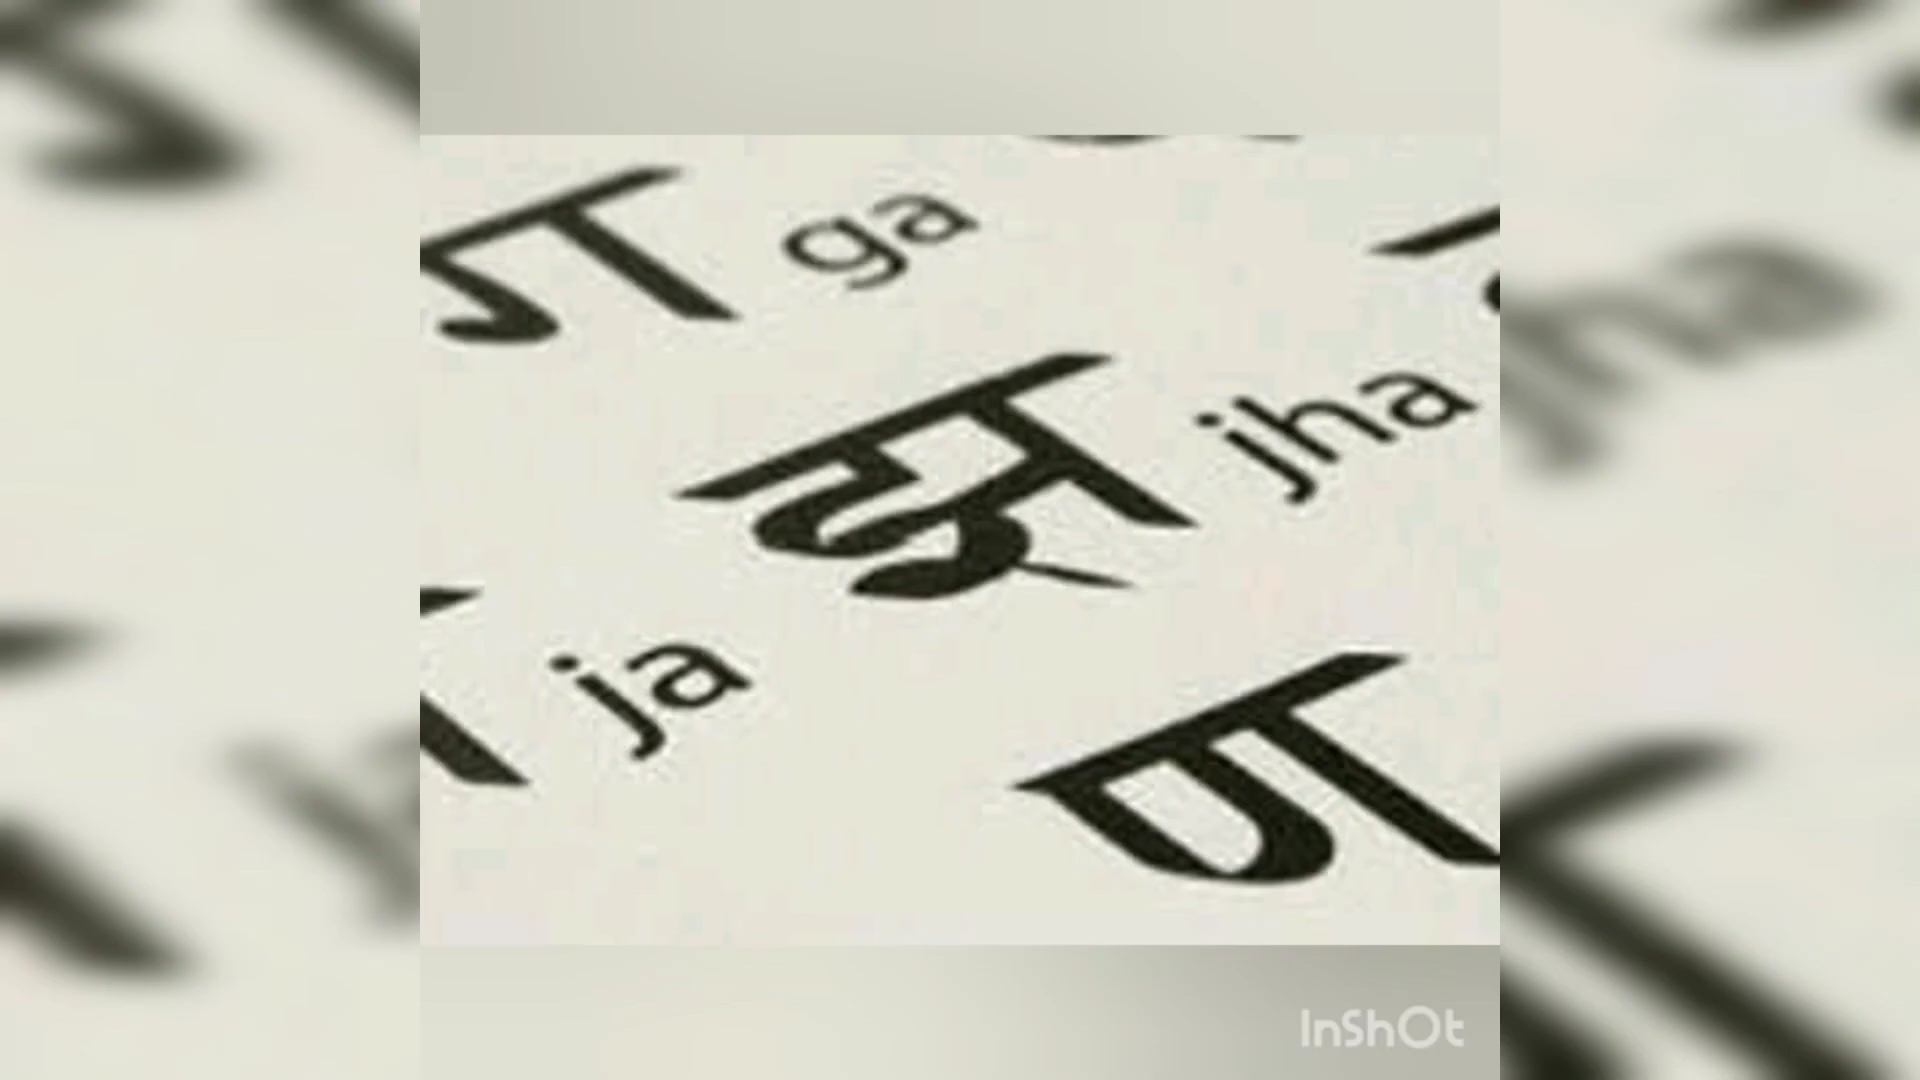 ग ga
झ jha
ja
ण
InShOt